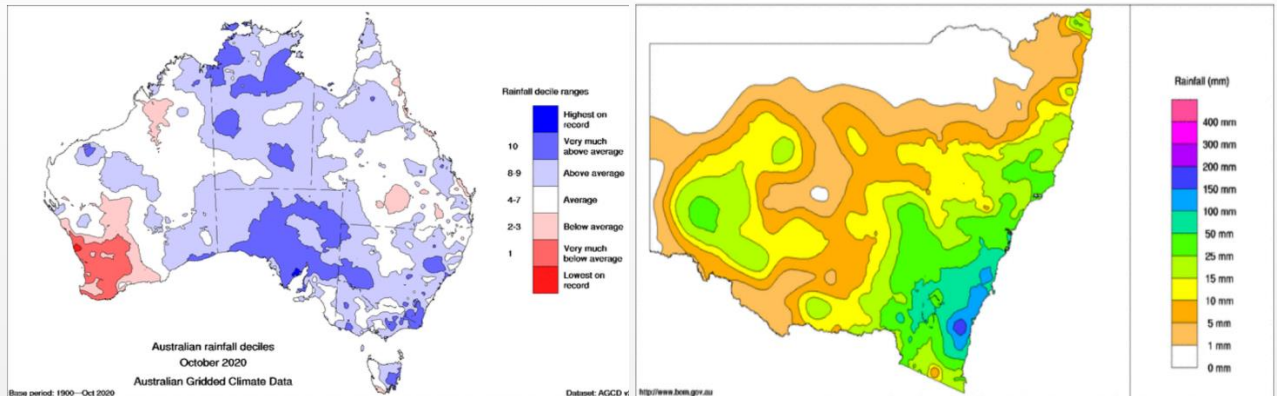 Rainfall decile ranges
Highest on
record
10
Very much
above average
8-9
Above average
4-7
Average
2-3
Below average
1
Very much
below average
Lowest on
record
Australian rainfall deciles
October 2020
Australian Gridded Climate Data
Base period: 1900—Oct 2020
Dataset: AGCD v
Rainfall (mm)
400 mm
300 mm
200 mm
150 mm
100 mm
50 mm
25 mm
15 mm
10 mm
5 mm
1 mm
0 mm
http://www.bom.gov.au